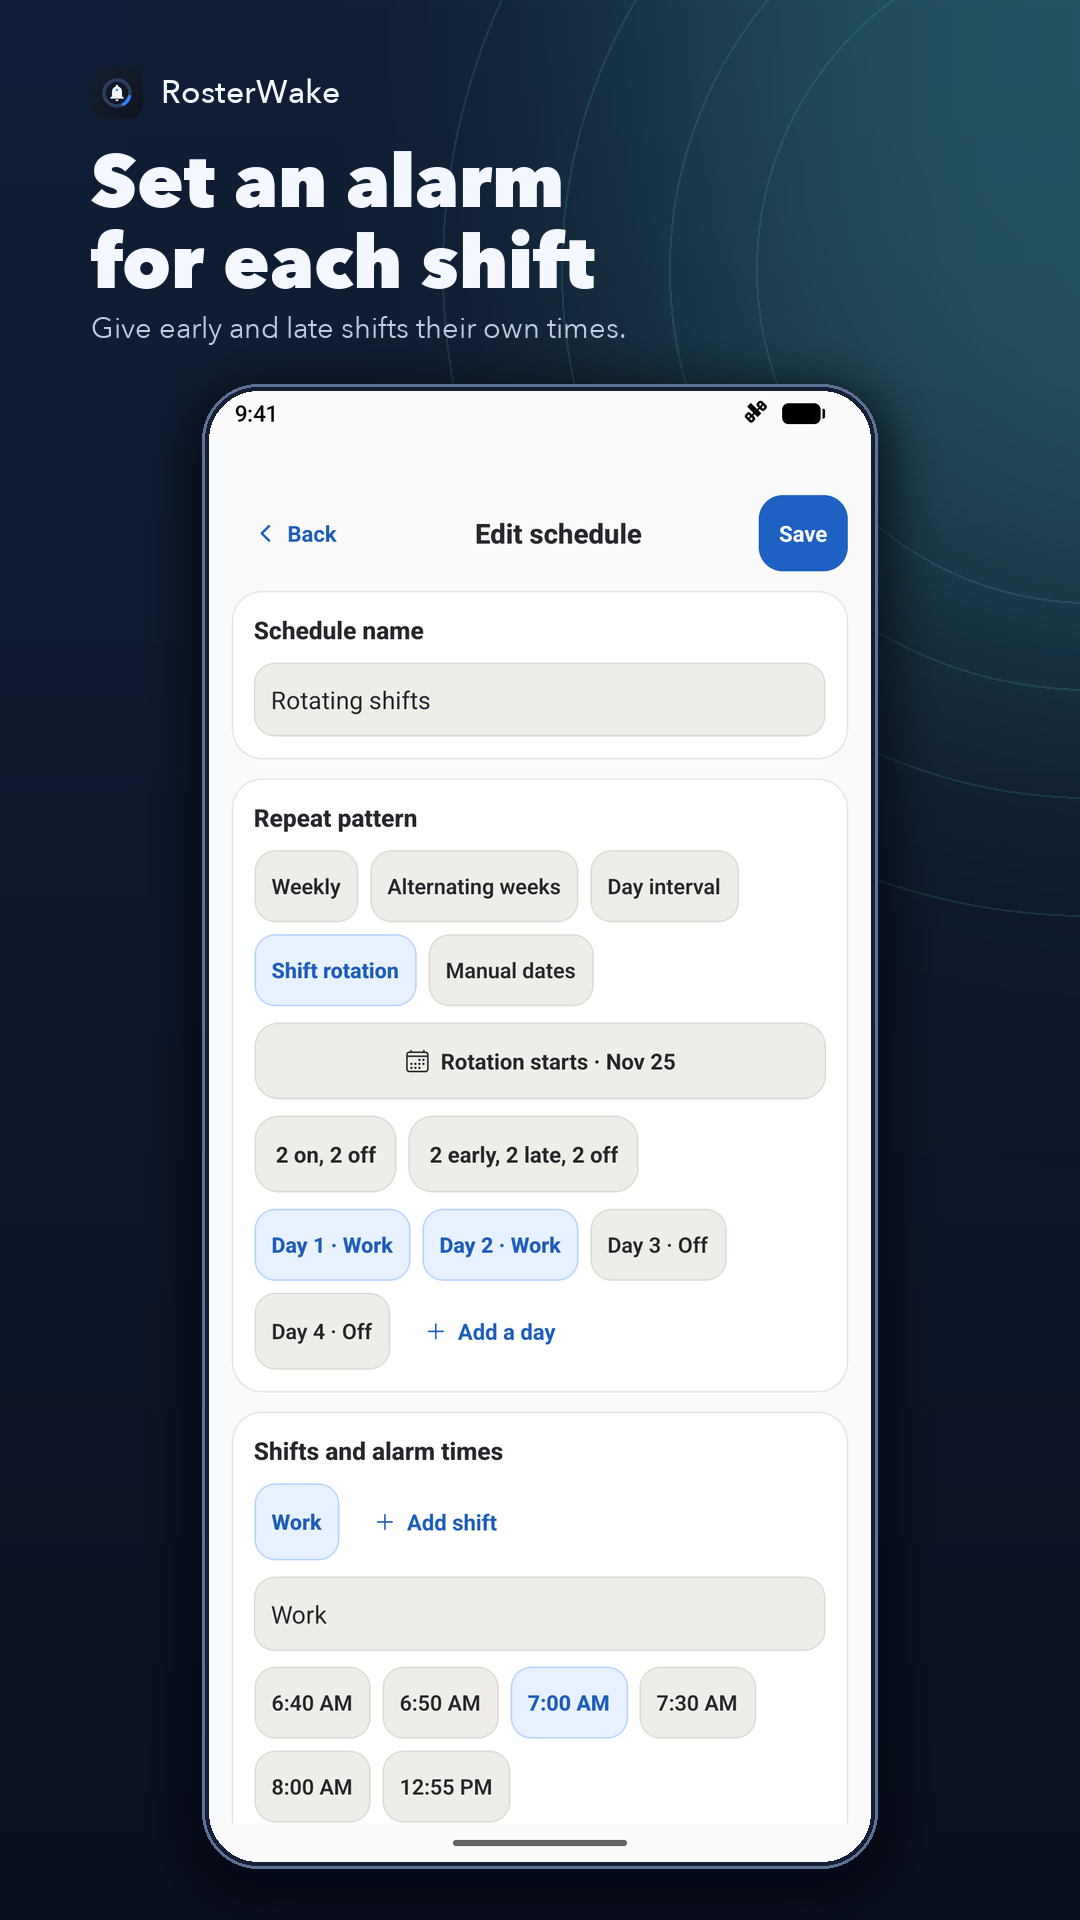 RosterWake
Set an alarm
for each shift
Give early and late shifts their own times.
9:41
Back
Edit schedule
Save
Schedule name
Rotating shifts
Repeat pattern
Weekly
Alternating weeks
Day interval
Shift rotation
Manual dates
Rotation starts · Nov 25
2 on, 2 off
2 early, 2 late, 2 off
Day 1 · Work
Day 2 · Work
Day 3 · Off
Day 4 · Off
Add a day
Shifts and alarm times
Work
Add shift
Work
6:40 AM
6:50 AM
7:00 AM
7:30 AM
8:00 AM
12:55 PM